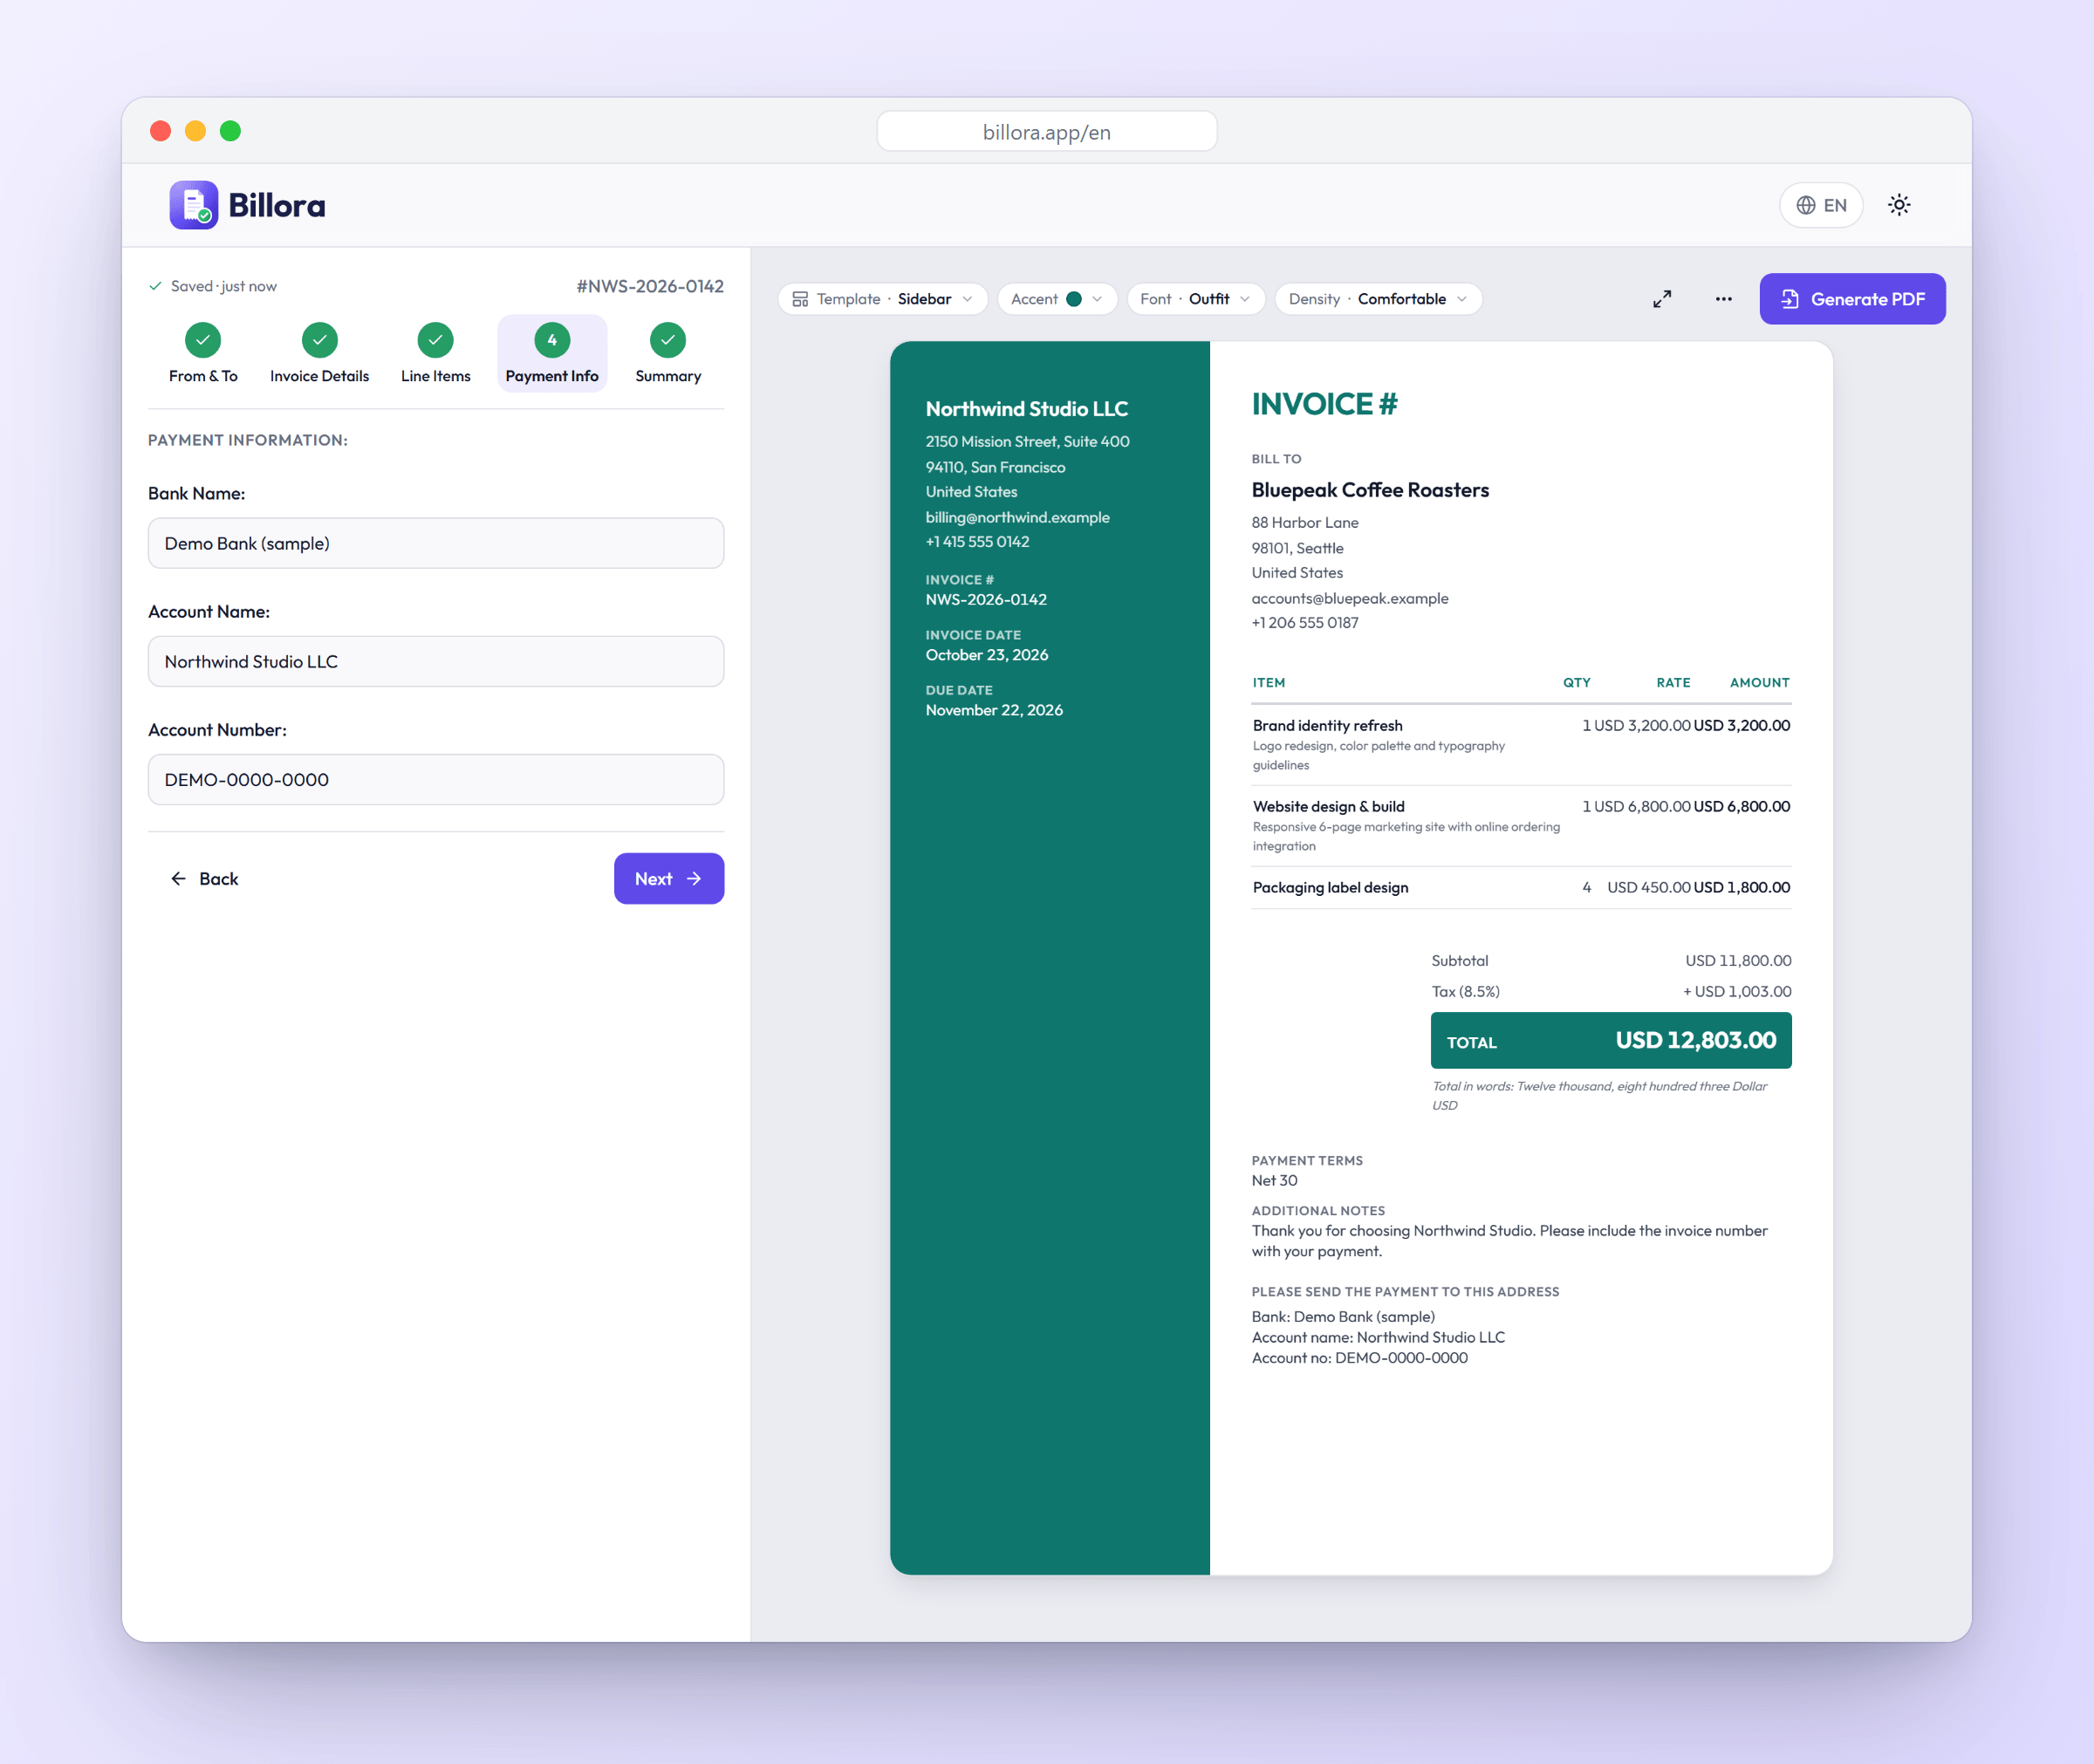 billora.app/en
Billora
EN
Saved · just now
#NWS-2026-0142
From & To
Invoice Details
Line Items
4
Payment Info
Summary
PAYMENT INFORMATION:
Bank Name:
Demo Bank (sample)
Account Name:
Northwind Studio LLC
Account Number:
DEMO-0000-0000
Back
Next
Template · Sidebar
Accent
Font · Outfit
Density · Comfortable
Generate PDF
Northwind Studio LLC
2150 Mission Street, Suite 400
94110, San Francisco
United States
billing@northwind.example
+1 415 555 0142
INVOICE #
NWS-2026-0142
INVOICE DATE
October 23, 2026
DUE DATE
November 22, 2026
INVOICE #
BILL TO
Bluepeak Coffee Roasters
88 Harbor Lane
98101, Seattle
United States
accounts@bluepeak.example
+1 206 555 0187
ITEM QTY RATE AMOUNT
Brand identity refresh 1 USD 3,200.00 USD 3,200.00
Logo redesign, color palette and typography
guidelines
Website design & build 1 USD 6,800.00 USD 6,800.00
Responsive 6-page marketing site with online ordering
integration
Packaging label design 4 USD 450.00 USD 1,800.00
Subtotal USD 11,800.00
Tax (8.5%) + USD 1,003.00
TOTAL USD 12,803.00
Total in words: Twelve thousand, eight hundred three Dollar
USD
PAYMENT TERMS
Net 30
ADDITIONAL NOTES
Thank you for choosing Northwind Studio. Please include the invoice number
with your payment.
PLEASE SEND THE PAYMENT TO THIS ADDRESS
Bank: Demo Bank (sample)
Account name: Northwind Studio LLC
Account no: DEMO-0000-0000